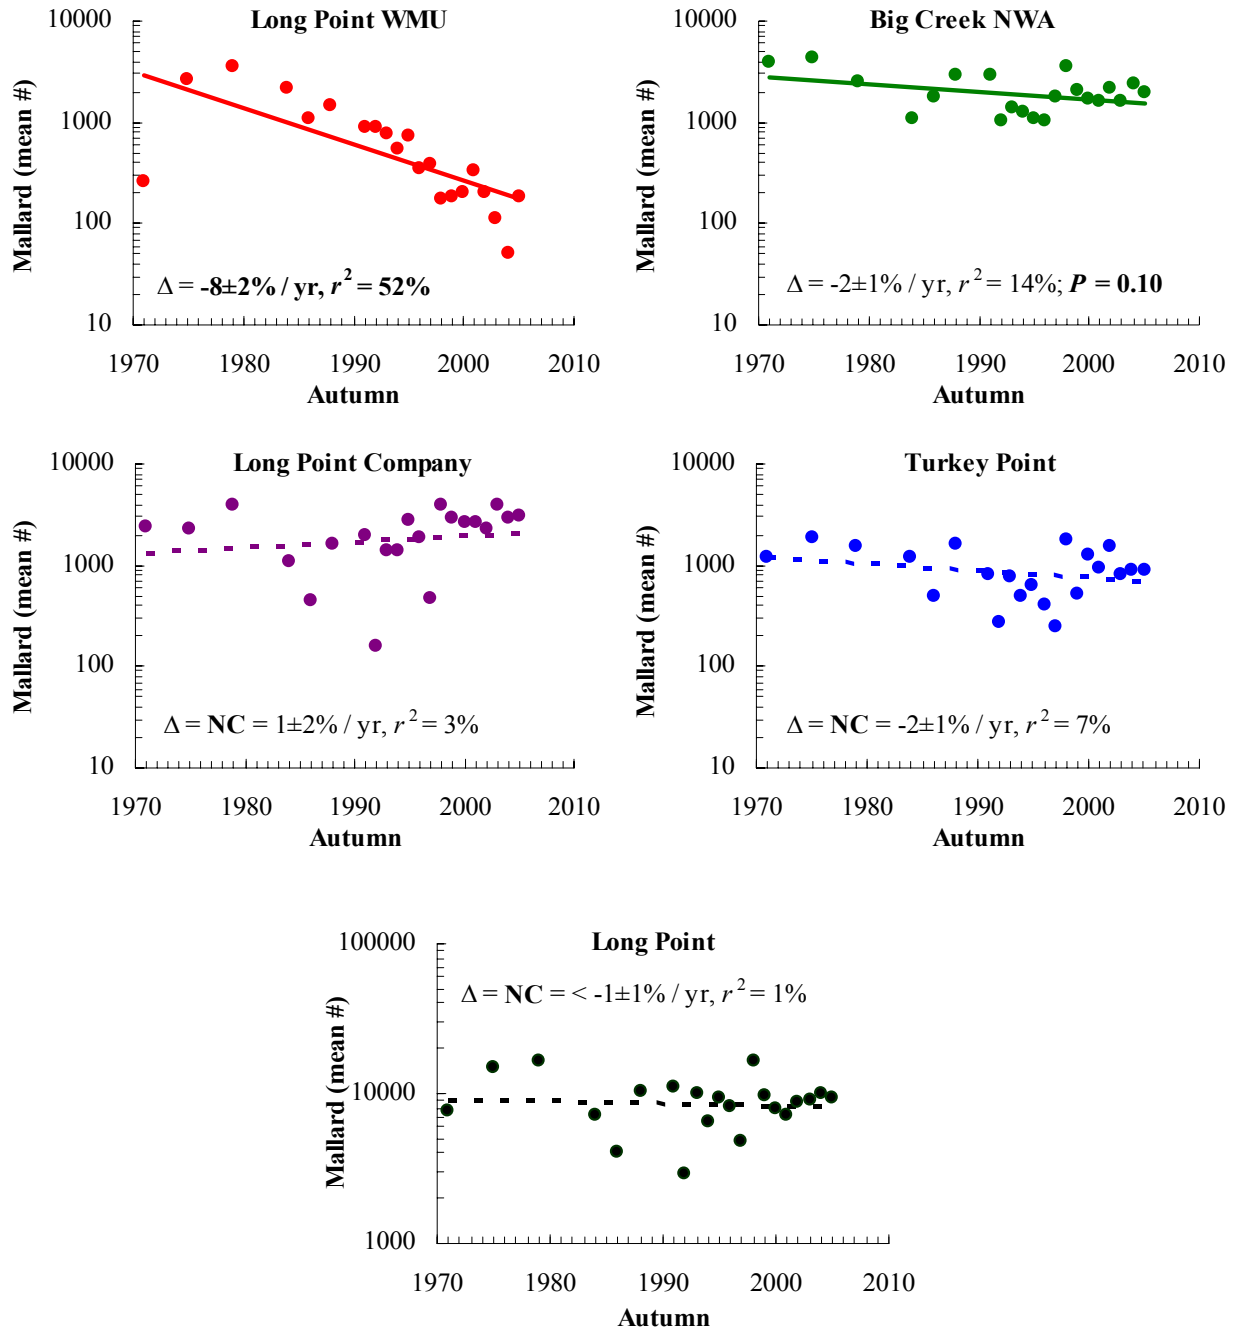 Long Point WMU
10000
1000
100
10
Mallard (mean #)
Δ = -8±2% / yr, r² = 52%
1970 1980 1990 2000 2010
Autumn
Big Creek NWA
10000
1000
100
10
Mallard (mean #)
Δ = -2±1% / yr, r² = 14%; P = 0.10
1970 1980 1990 2000 2010
Autumn
Long Point Company
10000
1000
100
10
Mallard (mean #)
Δ = NC = 1±2% / yr, r² = 3%
1970 1980 1990 2000 2010
Autumn
Turkey Point
10000
1000
100
10
Mallard (mean #)
Δ = NC = -2±1% / yr, r² = 7%
1970 1980 1990 2000 2010
Autumn
Long Point
100000
10000
1000
Mallard (mean #)
Δ = NC = < -1±1% / yr, r² = 1%
1970 1980 1990 2000 2010
Autumn